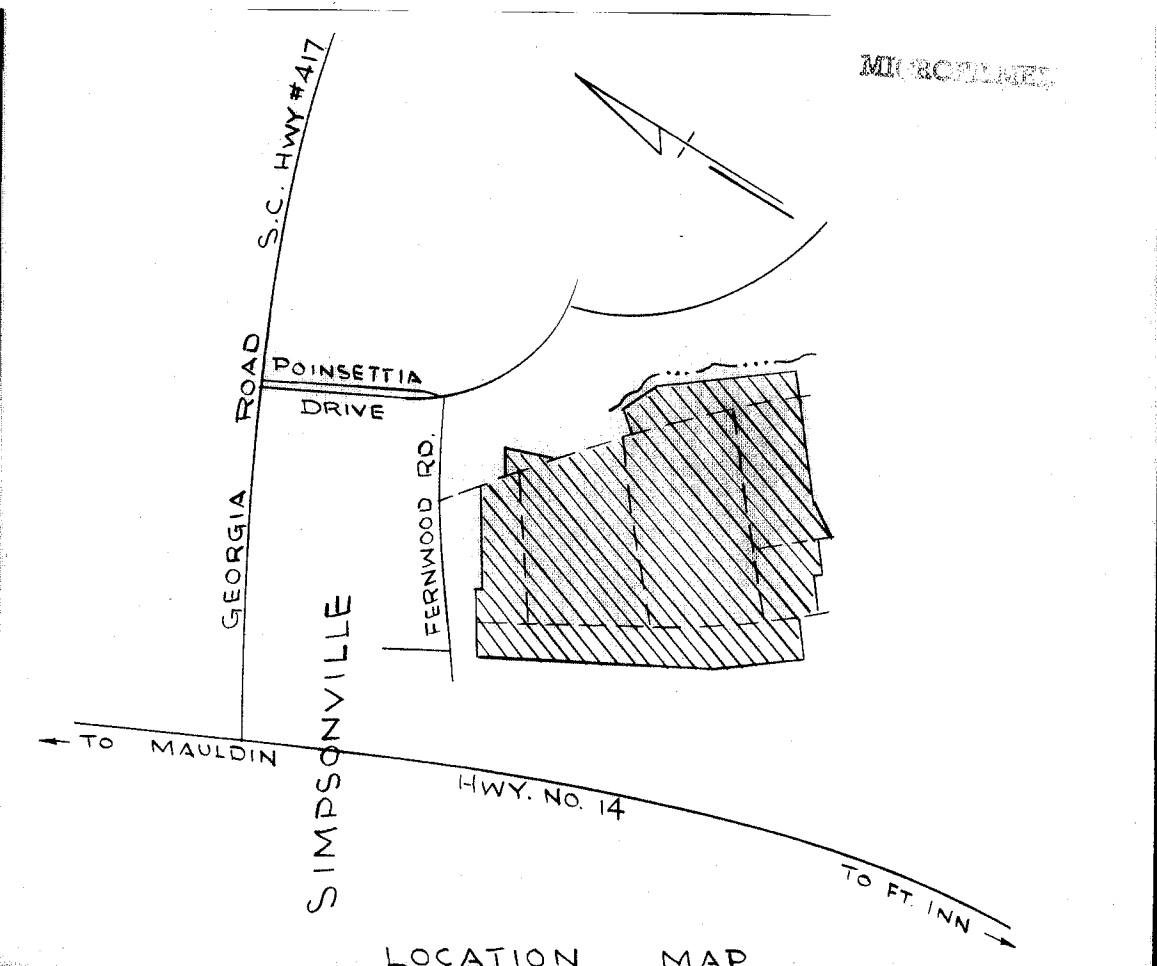 MICROFILMED
S.C. HWY #417
GEORGIA ROAD
POINSETTIA
DRIVE
FERNWOOD RD.
SIMPSONVILLE
TO MAULDIN
HWY. NO. 14
TO FT. INN
LOCATION MAP